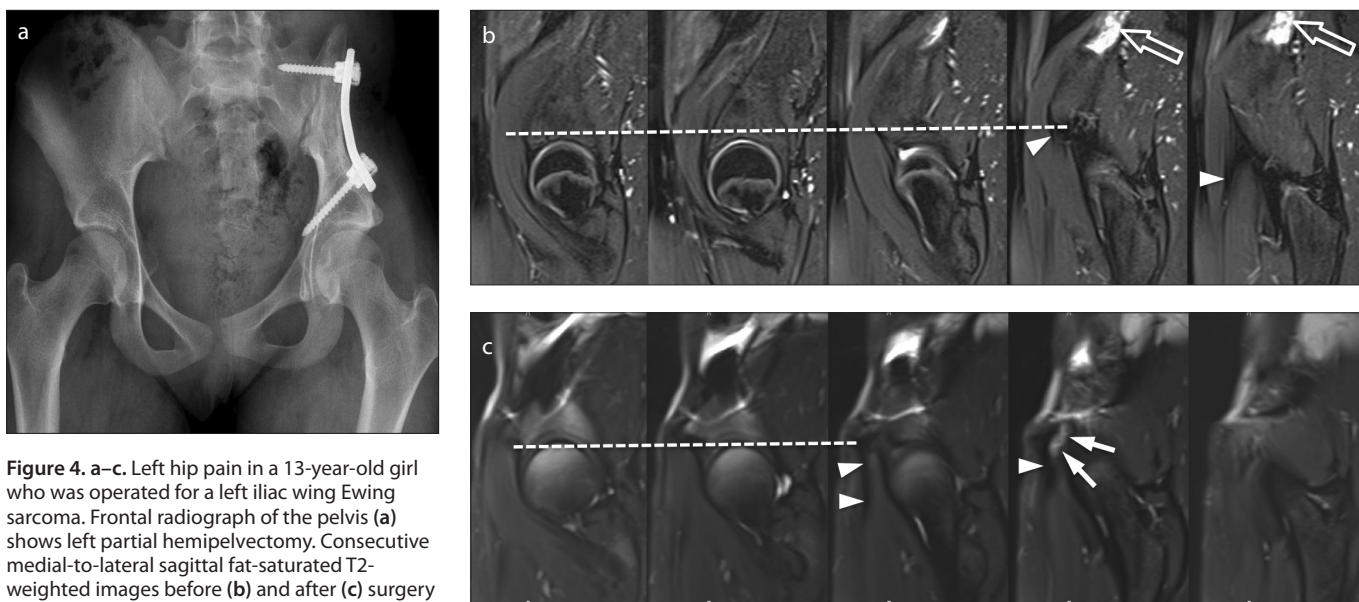 a
b
c
Figure 4. a–c. Left hip pain in a 13-year-old girl
who was operated for a left iliac wing Ewing
sarcoma. Frontal radiograph of the pelvis (a)
shows left partial hemipelvectomy. Consecutive
medial-to-lateral sagittal fat-saturated T2-
weighted images before (b) and after (c) surgery